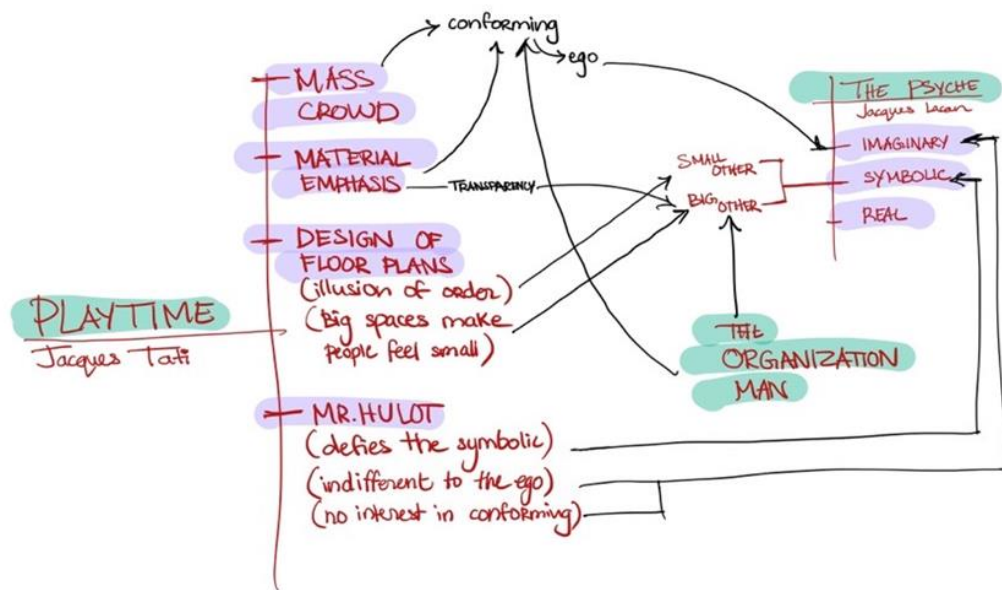 conforming
ego
MASS
CROWD
MATERIAL
EMPHASIS
TRANSPARENCY
DESIGN OF
FLOOR PLANS
(illusion of order)
(Big spaces make
people feel small)
PLAYTIME
Jacques Tati
MR. HULOT
(defies the symbolic)
(indifferent to the ego)
(no interest in conforming)
SMALL
OTHER
BIG OTHER
THE
ORGANIZATION
MAN
THE PSYCHE
Jacques Lacan
IMAGINARY
SYMBOLIC
REAL